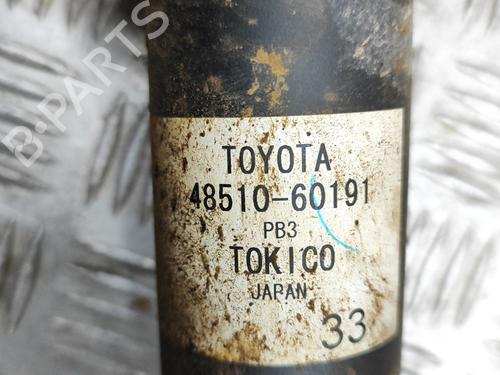 B-PARTS
TOYOTA
48510-60191
PB3
TOKICO
JAPAN
33